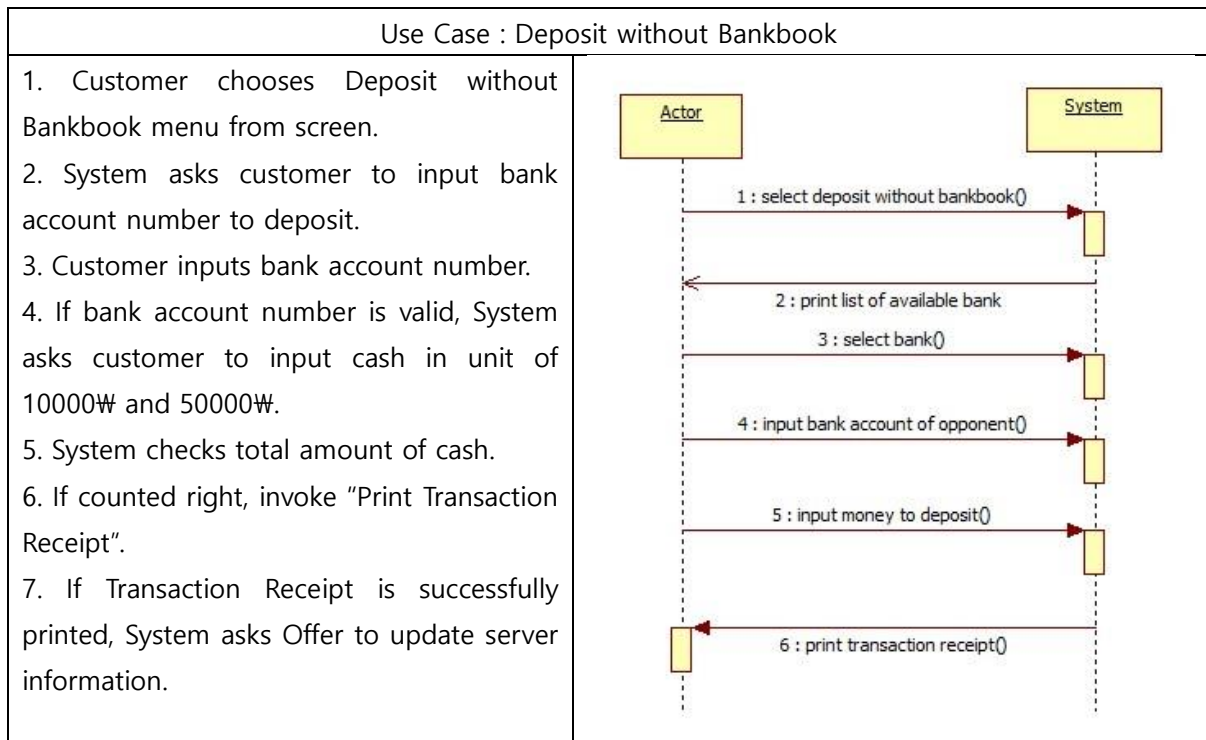 Use Case : Deposit without Bankbook
1. Customer chooses Deposit without
Bankbook menu from screen.
2. System asks customer to input bank
account number to deposit.
3. Customer inputs bank account number.
4. If bank account number is valid, System
asks customer to input cash in unit of
10000₩ and 50000₩.
5. System checks total amount of cash.
6. If counted right, invoke “Print Transaction
Receipt”.
7. If Transaction Receipt is successfully
printed, System asks Offer to update server
information.
Actor
System
1 : select deposit without bankbook()
2 : print list of available bank
3 : select bank()
4 : input bank account of opponent()
5 : input money to deposit()
6 : print transaction receipt()